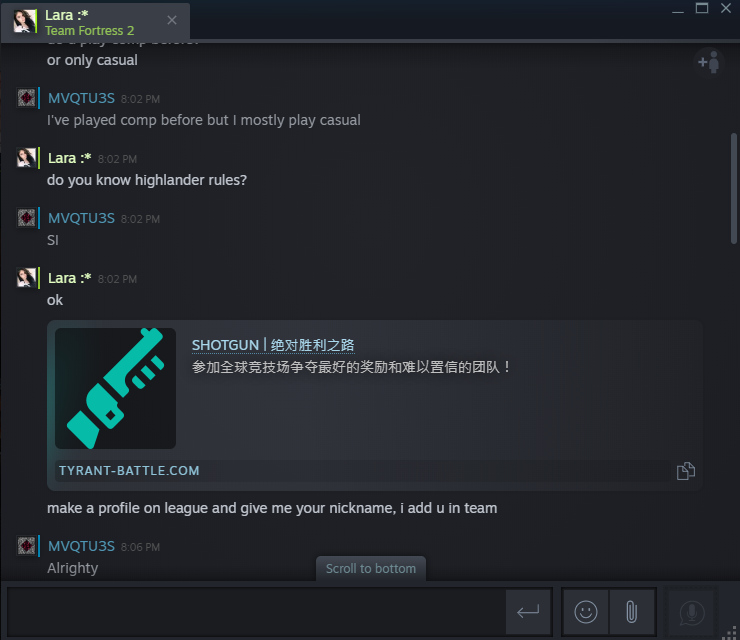 Lara :*
Team Fortress 2
or only casual
MVQTU3S 8:02 PM
I've played comp before but I mostly play casual
Lara :* 8:02 PM
do you know highlander rules?
MVQTU3S 8:02 PM
SI
Lara :* 8:02 PM
ok
SHOTGUN | 绝对胜利之路
参加全球竞技场争夺最好的奖励和难以置信的团队！
TYRANT-BATTLE.COM
make a profile on league and give me your nickname, i add u in team
MVQTU3S 8:06 PM
Alrighty
Scroll to bottom